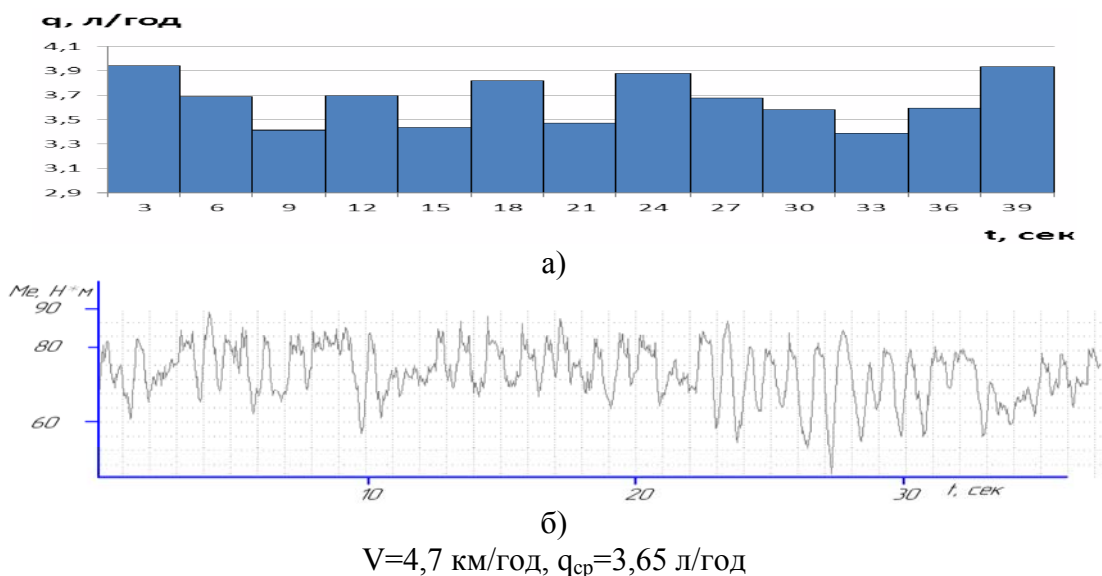 q, л/год
4,1
3,9
3,7
3,5
3,3
3,1
2,9
3 6 9 12 15 18 21 24 27 30 33 36 39
t, сек
а)
Me, Н*м
90
80
60
10 20 30 t, сек
б)
V=4,7 км/год, qср=3,65 л/год